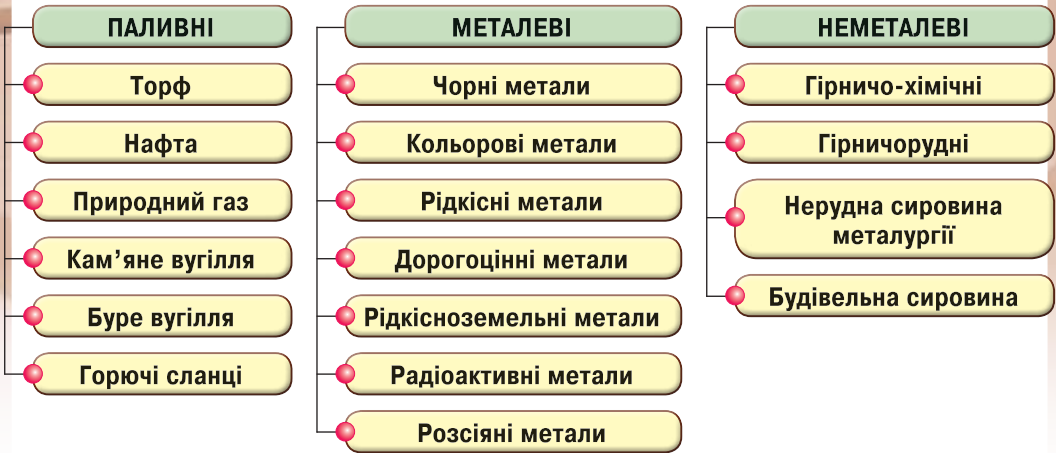 ПАЛИВНІ
Торф
Нафта
Природний газ
Кам’яне вугілля
Буре вугілля
Горючі сланці
МЕТАЛЕВІ
Чорні метали
Кольорові метали
Рідкісні метали
Дорогоцінні метали
Рідкісноземельні метали
Радіоактивні метали
Розсіяні метали
НЕМЕТАЛЕВІ
Гірничо-хімічні
Гірничорудні
Нерудна сировина
металургії
Будівельна сировина